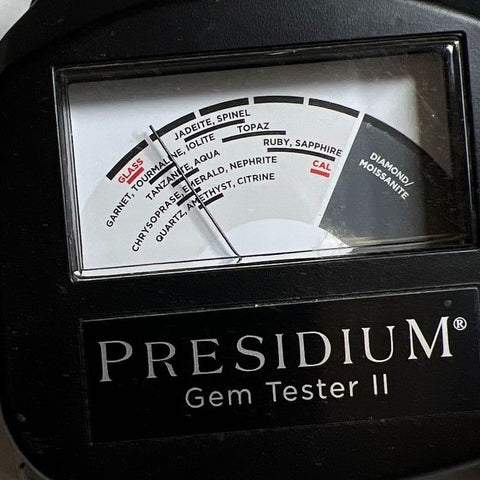 JADEITE, SPINEL
TOPAZ
RUBY, SAPPHIRE
CAL
GLASS
GARNET, TOURMALINE, IOLITE
TANZANITE, AQUA
CHRYSOPRASE, EMERALD, NEPHRITE
QUARTZ, AMETHYST, CITRINE
DIAMOND/
MOISSANITE
PRESIDIUM®
Gem Tester II